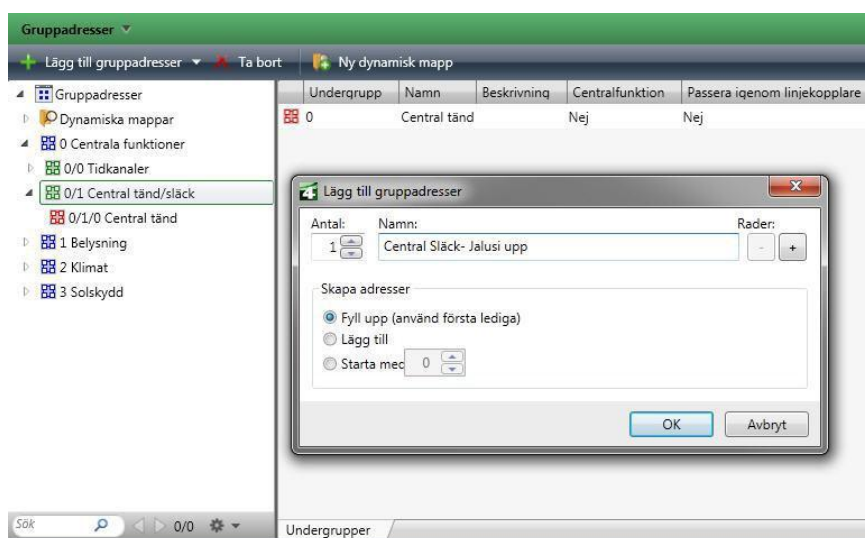 Gruppadresser
Lägg till gruppadresser Ta bort Ny dynamisk mapp
Gruppadresser
Dynamiska mappar
0 Centrala funktioner
0/0 Tidkanaler
0/1 Central tänd/släck
0/1/0 Central tänd
1 Belysning
2 Klimat
3 Solskydd
Undergrupp Namn Beskrivning Centralfunktion Passera igenom linjekopplare
0 Central tänd Nej Nej
Lägg till gruppadresser
Antal: Namn: Rader:
1 Central Släck- Jalusi upp - +
Skapa adresser
Fyll upp (använd första lediga)
Lägg till
Starta med 0
OK Avbryt
Sök 0/0 Undergrupper